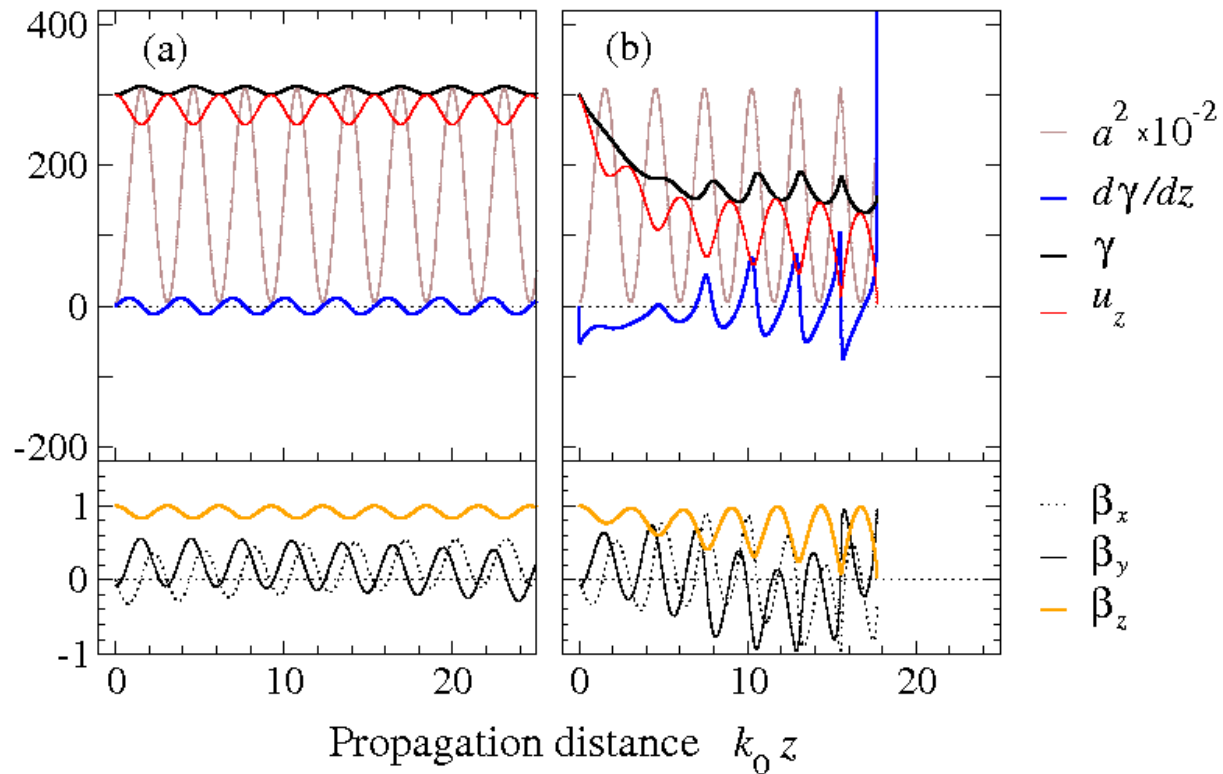 (a)
(b)
400
200
0
-200
1
0
-1
0
10
20
0
10
20
Propagation distance k₀ z
a² ×10⁻²
dγ/dz
γ
u_z
β_x
β_y
β_z